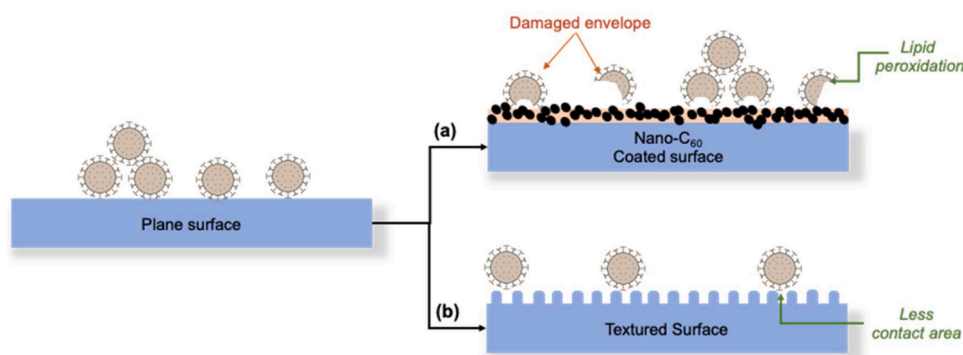 Damaged envelope
Lipid
peroxidation
(a)
Nano-C₆₀
Coated surface
Plane surface
(b)
Textured Surface
Less
contact area